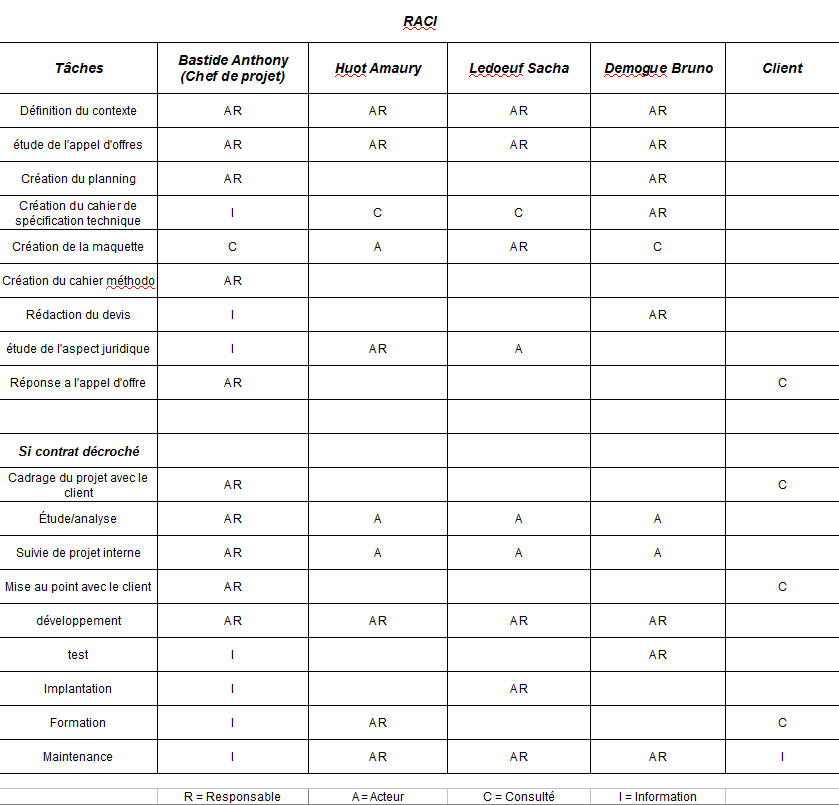 RACI
Tâches Bastide Anthony (Chef de projet) Huot Amaury Ledoeuf Sacha Demogue Bruno Client
Définition du contexte AR AR AR AR
étude de l'appel d'offres AR AR AR AR
Création du planning AR AR
Création du cahier de spécification technique I C C AR
Création de la maquette C A AR C
Création du cahier méthodo AR
Rédaction du devis I AR
étude de l'aspect juridique I AR A
Réponse a l'appel d'offre AR C
Si contrat décroché
Cadrage du projet avec le client AR C
Étude/analyse AR A A A
Suivie de projet interne AR A A A
Mise au point avec le client AR C
développement AR AR AR AR
test I AR
Implantation I AR
Formation I AR C
Maintenance I AR AR AR I
R = Responsable A = Acteur C = Consulté I = Information